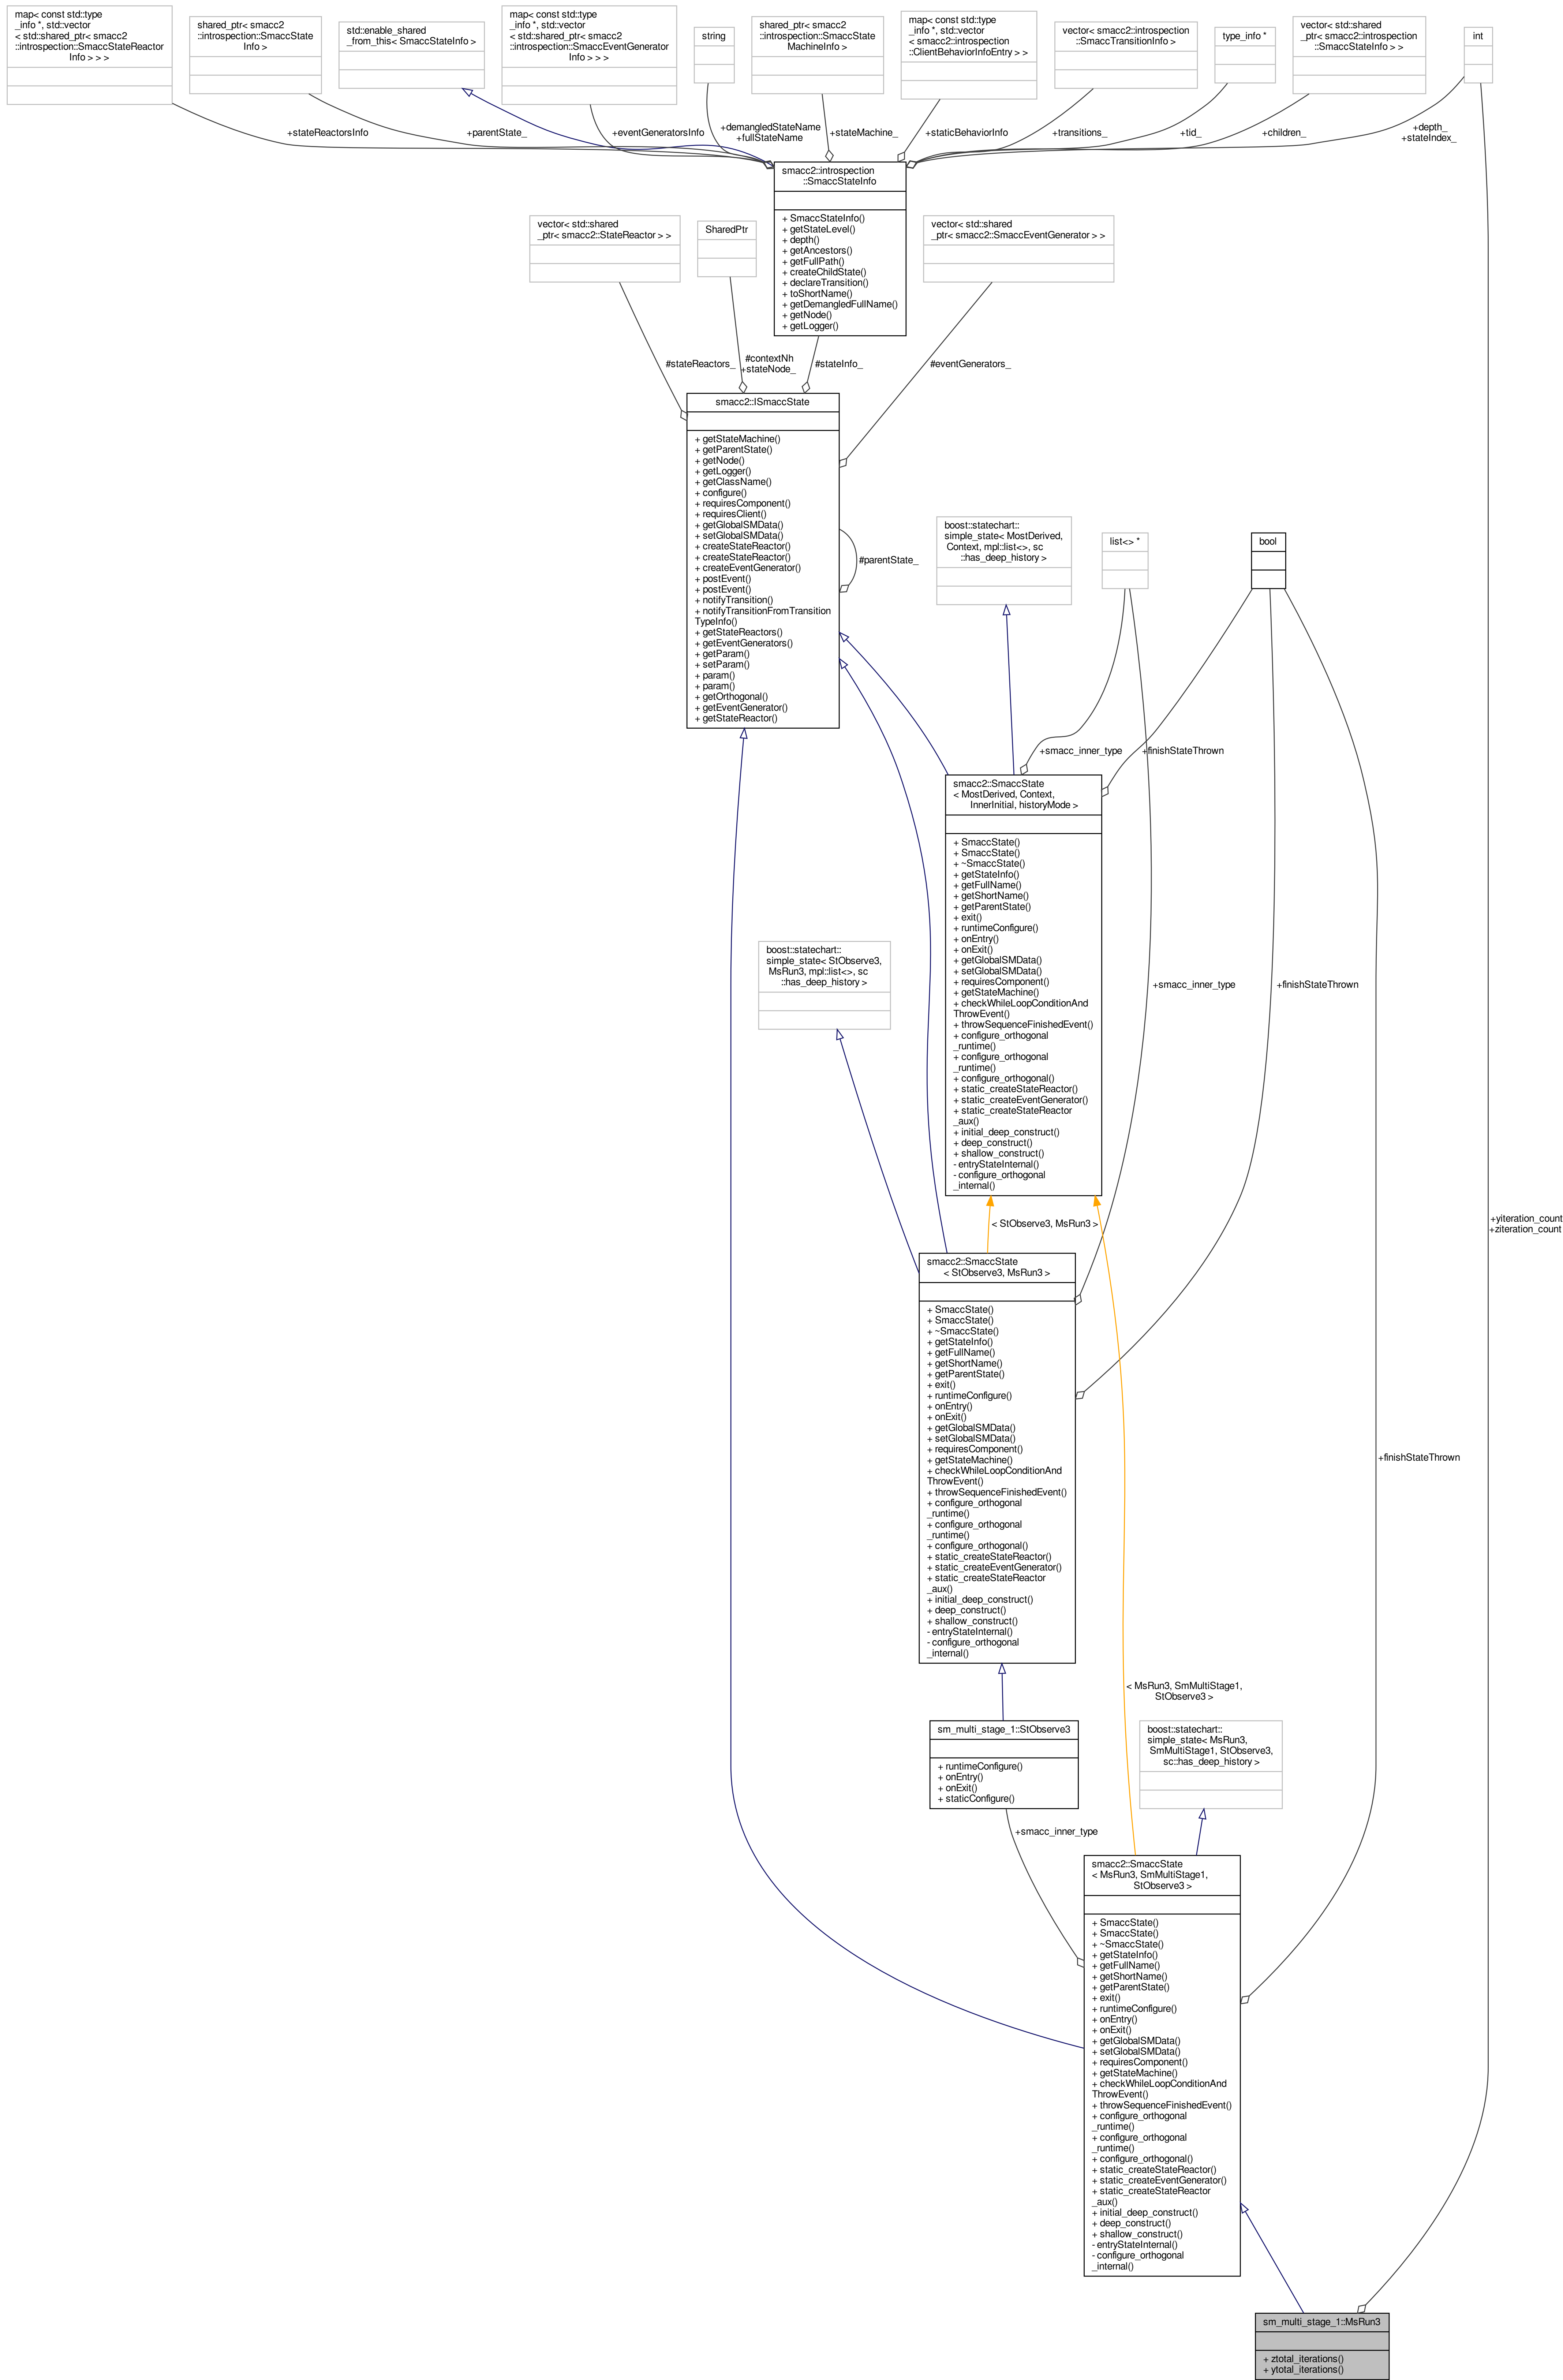 map< const std::type
_info *, std::vector
< std::shared_ptr< smacc2
::introspection::SmaccStateReactor
Info > > >
shared_ptr< smacc2
::introspection::SmaccState
Info >
std::enable_shared
_from_this< SmaccStateInfo >
map< const std::type
_info *, std::vector
< std::shared_ptr< smacc2
::introspection::SmaccEventGenerator
Info > > >
string
shared_ptr< smacc2
::introspection::SmaccState
MachineInfo >
map< const std::type
_info *, std::vector
< smacc2::introspection
::ClientBehaviorInfoEntry > >
vector< smacc2::introspection
::SmaccTransitionInfo >
type_info *
vector< std::shared
_ptr< smacc2::introspection
::SmaccStateInfo > >
int
+stateReactorsInfo
+parentState_
+eventGeneratorsInfo
+demangledStateName
+fullStateName
+stateMachine_
+staticBehaviorInfo
+transitions_
+tid_
+children_
+depth_
+stateIndex_
smacc2::introspection
::SmaccStateInfo
+ SmaccStateInfo()
+ getStateLevel()
+ depth()
+ getAncestors()
+ getFullPath()
+ createChildState()
+ declareTransition()
+ toShortName()
+ getDemangledFullName()
+ getNode()
+ getLogger()
vector< std::shared
_ptr< smacc2::StateReactor > >
SharedPtr
vector< std::shared
_ptr< smacc2::SmaccEventGenerator > >
#stateReactors_
#contextNh
+stateNode_
#stateInfo_
#eventGenerators_
smacc2::ISmaccState
+ getStateMachine()
+ getParentState()
+ getNode()
+ getLogger()
+ getClassName()
+ configure()
+ requiresComponent()
+ requiresClient()
+ getGlobalSMData()
+ setGlobalSMData()
+ createStateReactor()
+ createStateReactor()
+ createEventGenerator()
+ postEvent()
+ postEvent()
+ notifyTransition()
+ notifyTransitionFromTransition
TypeInfo()
+ getStateReactors()
+ getEventGenerators()
+ getParam()
+ setParam()
+ param()
+ param()
+ getOrthogonal()
+ getEventGenerator()
+ getStateReactor()
#parentState_
boost::statechart::
simple_state< MostDerived,
Context, mpl::list<>, sc
::has_deep_history >
list<> *
bool
+smacc_inner_type
+finishStateThrown
smacc2::SmaccState
< MostDerived, Context,
InnerInitial, historyMode >
+ SmaccState()
+ SmaccState()
+ ~SmaccState()
+ getStateInfo()
+ getFullName()
+ getShortName()
+ getParentState()
+ exit()
+ runtimeConfigure()
+ onEntry()
+ onExit()
+ getGlobalSMData()
+ setGlobalSMData()
+ requiresComponent()
+ getStateMachine()
+ checkWhileLoopConditionAnd
ThrowEvent()
+ throwSequenceFinishedEvent()
+ configure_orthogonal
_runtime()
+ configure_orthogonal
_runtime()
+ configure_orthogonal()
+ static_createStateReactor()
+ static_createEventGenerator()
+ static_createStateReactor
_aux()
+ initial_deep_construct()
+ deep_construct()
+ shallow_construct()
- entryStateInternal()
- configure_orthogonal
_internal()
boost::statechart::
simple_state< StObserve3,
MsRun3, mpl::list<>, sc
::has_deep_history >
+smacc_inner_type
+finishStateThrown
< StObserve3, MsRun3 >
+yiteration_count
+ziteration_count
smacc2::SmaccState
< StObserve3, MsRun3 >
+ SmaccState()
+ SmaccState()
+ ~SmaccState()
+ getStateInfo()
+ getFullName()
+ getShortName()
+ getParentState()
+ exit()
+ runtimeConfigure()
+ onEntry()
+ onExit()
+ getGlobalSMData()
+ setGlobalSMData()
+ requiresComponent()
+ getStateMachine()
+ checkWhileLoopConditionAnd
ThrowEvent()
+ throwSequenceFinishedEvent()
+ configure_orthogonal
_runtime()
+ configure_orthogonal
_runtime()
+ configure_orthogonal()
+ static_createStateReactor()
+ static_createEventGenerator()
+ static_createStateReactor
_aux()
+ initial_deep_construct()
+ deep_construct()
+ shallow_construct()
- entryStateInternal()
- configure_orthogonal
_internal()
+finishStateThrown
< MsRun3, SmMultiStage1,
StObserve3 >
sm_multi_stage_1::StObserve3
+ runtimeConfigure()
+ onEntry()
+ onExit()
+ staticConfigure()
boost::statechart::
simple_state< MsRun3,
SmMultiStage1, StObserve3,
sc::has_deep_history >
+smacc_inner_type
smacc2::SmaccState
< MsRun3, SmMultiStage1,
StObserve3 >
+ SmaccState()
+ SmaccState()
+ ~SmaccState()
+ getStateInfo()
+ getFullName()
+ getShortName()
+ getParentState()
+ exit()
+ runtimeConfigure()
+ onEntry()
+ onExit()
+ getGlobalSMData()
+ setGlobalSMData()
+ requiresComponent()
+ getStateMachine()
+ checkWhileLoopConditionAnd
ThrowEvent()
+ throwSequenceFinishedEvent()
+ configure_orthogonal
_runtime()
+ configure_orthogonal
_runtime()
+ configure_orthogonal()
+ static_createStateReactor()
+ static_createEventGenerator()
+ static_createStateReactor
_aux()
+ initial_deep_construct()
+ deep_construct()
+ shallow_construct()
- entryStateInternal()
- configure_orthogonal
_internal()
sm_multi_stage_1::MsRun3
+ ztotal_iterations()
+ ytotal_iterations()